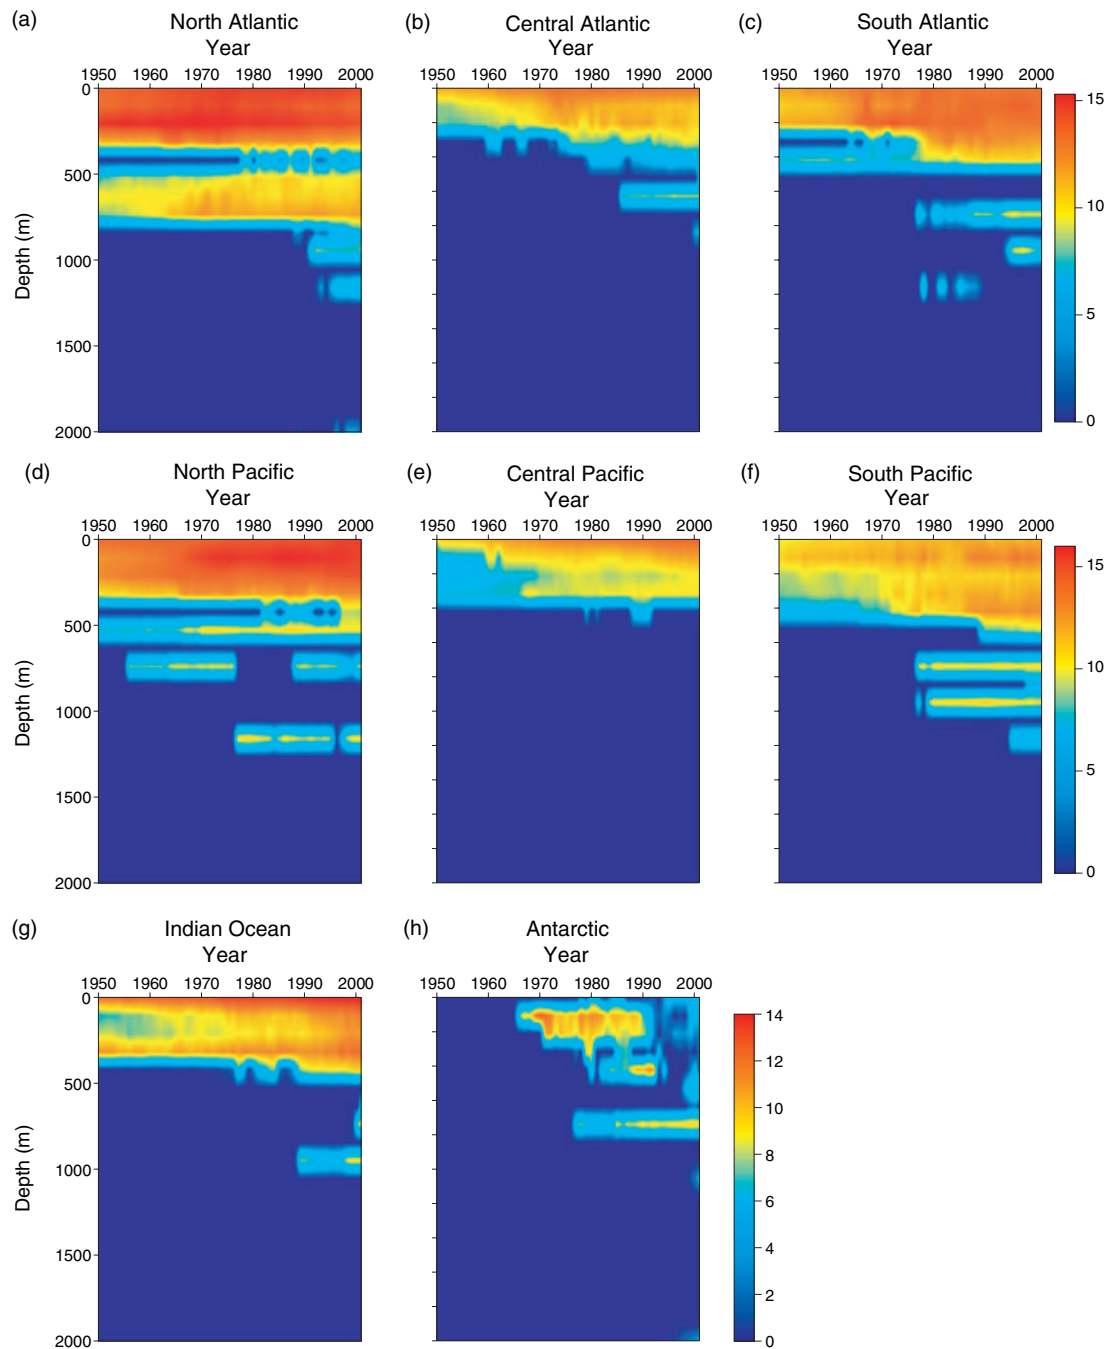 (a) North Atlantic (b) Central Atlantic (c) South Atlantic
Year Year Year
1950 1960 1970 1980 1990 2000 1950 1960 1970 1980 1990 2000 1950 1960 1970 1980 1990 2000
0
500
1000
1500
2000
Depth (m)
15
10
5
0
(d) North Pacific (e) Central Pacific (f) South Pacific
Year Year Year
1950 1960 1970 1980 1990 2000 1950 1960 1970 1980 1990 2000 1950 1960 1970 1980 1990 2000
0
500
1000
1500
2000
Depth (m)
15
10
5
0
(g) Indian Ocean (h) Antarctic
Year Year
1950 1960 1970 1980 1990 2000 1950 1960 1970 1980 1990 2000
0
500
1000
1500
2000
Depth (m)
14
12
10
8
6
4
2
0